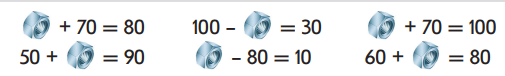 + 70 = 80 100 – = 30 + 70 = 100
50 + = 90 – 80 = 10 60 + = 80